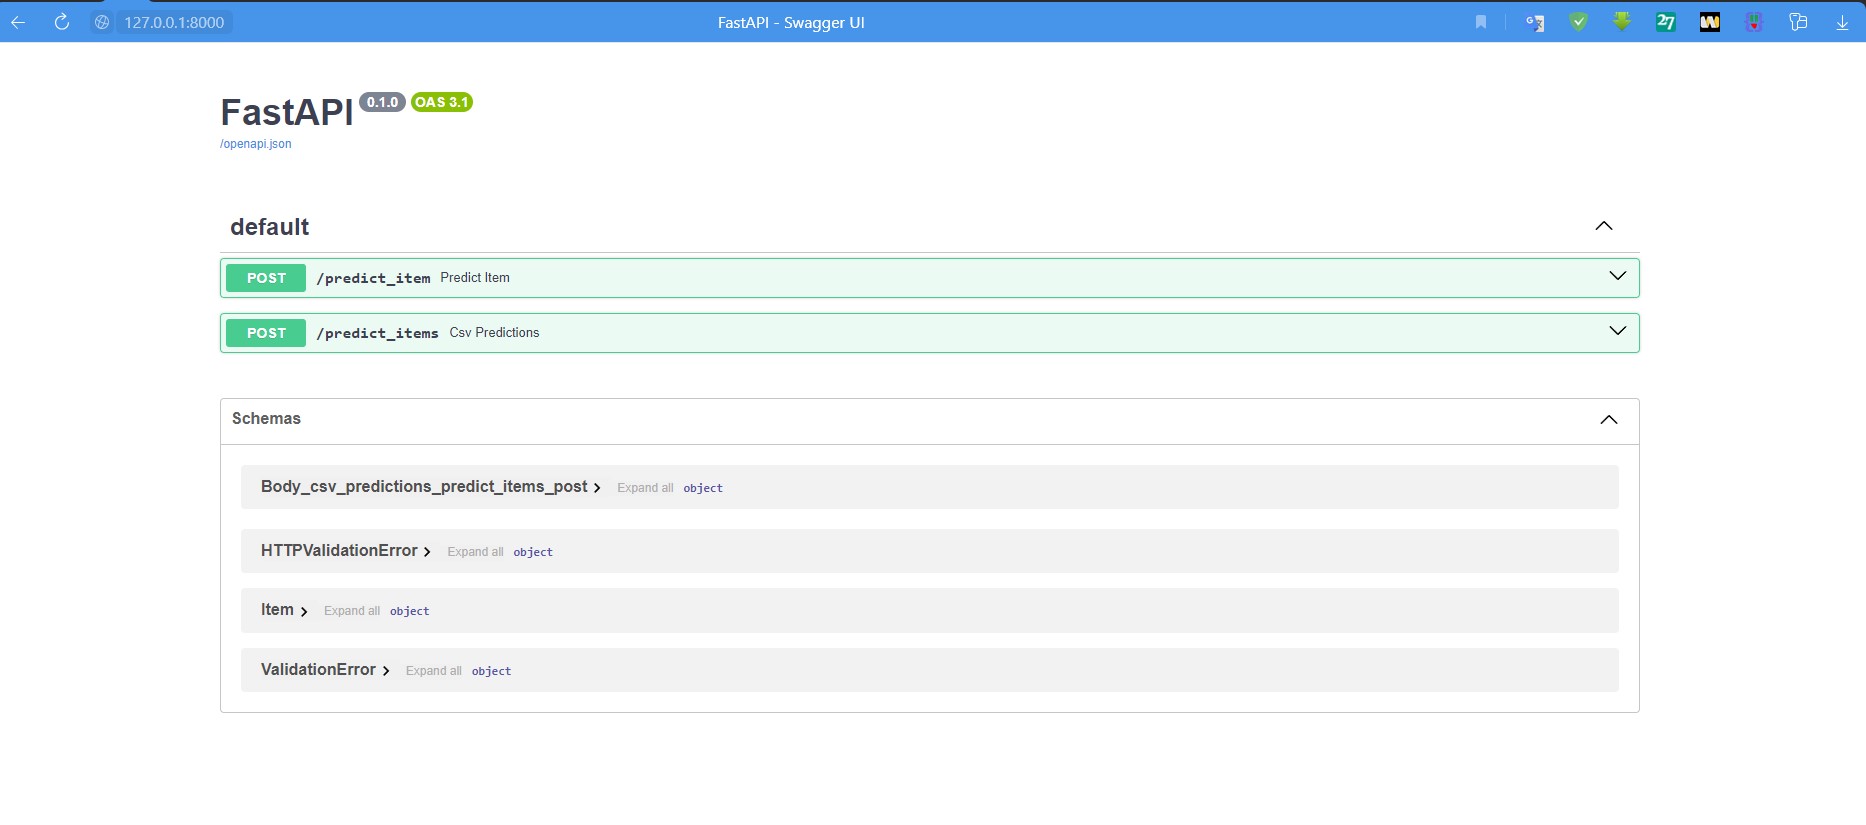 127.0.0.1:8000 FastAPI - Swagger UI 27
FastAPI 0.1.0 OAS 3.1
/openapi.json
default
POST /predict_item Predict Item
POST /predict_items Csv Predictions
Schemas
Body_csv_predictions_predict_items_post Expand all object
HTTPValidationError Expand all object
Item Expand all object
ValidationError Expand all object